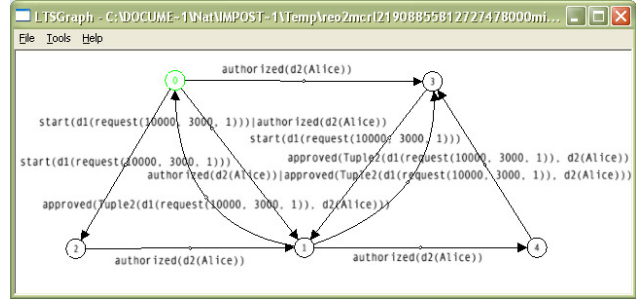 LTSGraph - C:\DOCUME~1\Nat\IMPOST~1\Temp\reo2mcrl21908855812727478000mi...
File Tools Help
authorized(d2(Alice))
0
3
start(d1(request(10000, 3000, 1)))|authorized(d2(Alice))
start(d1(request(10000, 3000, 1)))
approved(Tuple2(d1(request(10000, 3000, 1)), d2(Alice)))
start(d1(request(10000, 3000, 1)))
authorized(d2(Alice))|approved(Tuple2(d1(request(10000, 3000, 1)), d2(Alice)))
approved(Tuple2(d1(request(10000, 3000, 1)), d2(Alice)))
2
1
4
authorized(d2(Alice))
authorized(d2(Alice))